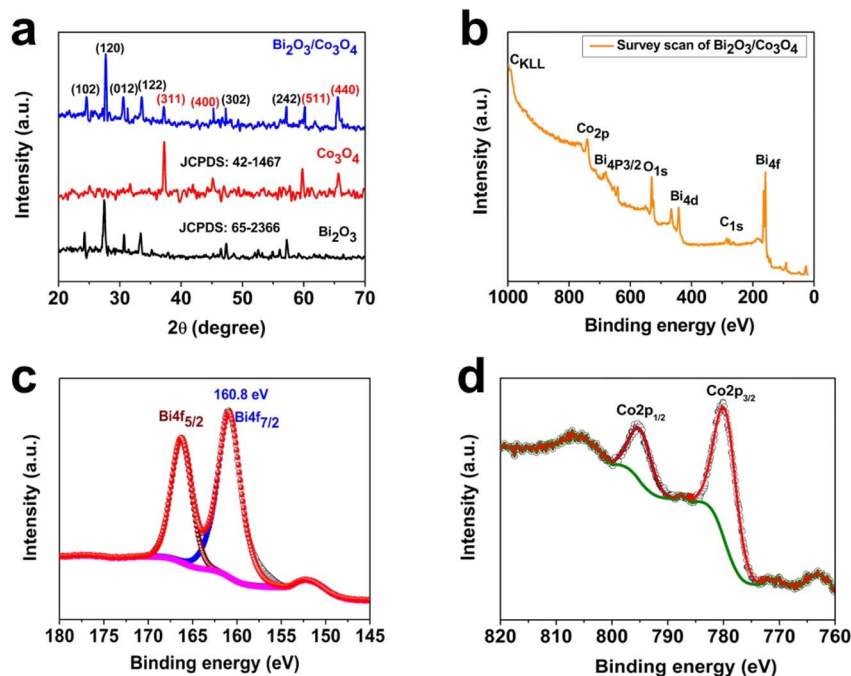 a
Intensity (a.u.)
Bi₂O₃/Co₃O₄
(120)
(102)
(012)
(122)
(311)
(400)
(302)
(242)
(511)
(440)
Co₃O₄
JCPDS: 42-1467
JCPDS: 65-2366
Bi₂O₃
20 30 40 50 60 70
2θ (degree)
b
Intensity (a.u.)
Survey scan of Bi₂O₃/Co₃O₄
C_KLL
Co₂p
Bi₄P3/2
O₁s
Bi₄d
C₁s
Bi₄f
1000 800 600 400 200 0
Binding energy (eV)
c
Intensity (a.u.)
160.8 eV
Bi4f₅/₂
Bi4f₇/₂
180 175 170 165 160 155 150 145
Binding energy (eV)
d
Intensity (a.u.)
Co2p₁/₂
Co2p₃/₂
820 810 800 790 780 770 760
Binding energy (eV)